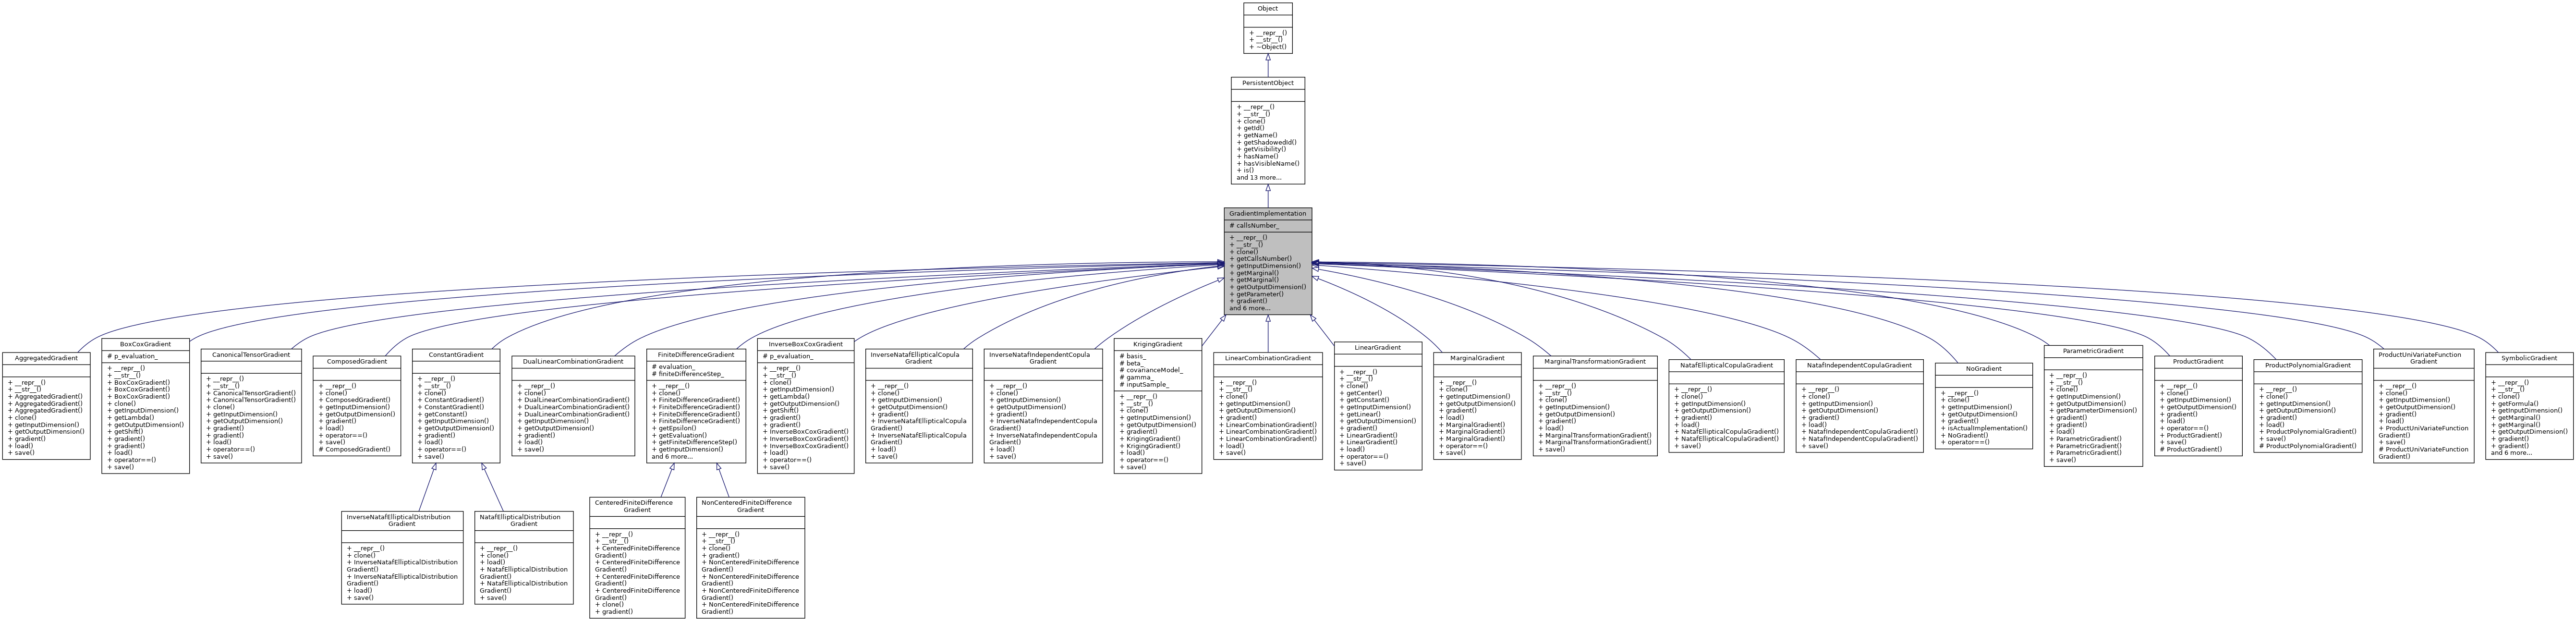 Object
+ __repr__()
+ __str__()
+ ~Object()
PersistentObject
+ __repr__()
+ __str__()
+ clone()
+ getId()
+ getName()
+ getShadowedId()
+ getVisibility()
+ hasName()
+ hasVisibleName()
+ is()
and 13 more...
GradientImplementation
# callsNumber_
+ __repr__()
+ __str__()
+ clone()
+ getCallsNumber()
+ getInputDimension()
+ getMarginal()
+ getMarginal()
+ getOutputDimension()
+ getParameter()
+ gradient()
and 6 more...
AggregatedGradient
+ __repr__()
+ __str__()
+ AggregatedGradient()
+ AggregatedGradient()
+ AggregatedGradient()
+ clone()
+ getInputDimension()
+ getOutputDimension()
+ gradient()
+ load()
+ save()
BoxCoxGradient
# p_evaluation_
+ __repr__()
+ __str__()
+ BoxCoxGradient()
+ BoxCoxGradient()
+ BoxCoxGradient()
+ clone()
+ getInputDimension()
+ getLambda()
+ getOutputDimension()
+ getShift()
+ gradient()
+ gradient()
+ load()
+ operator==()
+ save()
CanonicalTensorGradient
+ __repr__()
+ __str__()
+ CanonicalTensorGradient()
+ CanonicalTensorGradient()
+ clone()
+ getInputDimension()
+ getOutputDimension()
+ gradient()
+ gradient()
+ load()
+ operator==()
+ save()
ComposedGradient
+ __repr__()
+ clone()
+ ComposedGradient()
+ getInputDimension()
+ getOutputDimension()
+ gradient()
+ load()
+ operator==()
+ save()
# ComposedGradient()
ConstantGradient
+ __repr__()
+ __str__()
+ clone()
+ ConstantGradient()
+ ConstantGradient()
+ getConstant()
+ getInputDimension()
+ getOutputDimension()
+ gradient()
+ load()
+ operator==()
+ save()
DualLinearCombinationGradient
+ __repr__()
+ clone()
+ DualLinearCombinationGradient()
+ DualLinearCombinationGradient()
+ DualLinearCombinationGradient()
+ getInputDimension()
+ getOutputDimension()
+ gradient()
+ load()
+ save()
FiniteDifferenceGradient
# evaluation_
# finiteDifferenceStep_
+ __repr__()
+ clone()
+ FiniteDifferenceGradient()
+ FiniteDifferenceGradient()
+ FiniteDifferenceGradient()
+ FiniteDifferenceGradient()
+ getEpsilon()
+ getEvaluation()
+ getFiniteDifferenceStep()
+ getInputDimension()
and 6 more...
InverseBoxCoxGradient
# p_evaluation_
+ __repr__()
+ __str__()
+ clone()
+ getInputDimension()
+ getLambda()
+ getOutputDimension()
+ getShift()
+ gradient()
+ gradient()
+ InverseBoxCoxGradient()
+ InverseBoxCoxGradient()
+ InverseBoxCoxGradient()
+ load()
+ operator==()
+ save()
InverseNatafEllipticalCopula
Gradient
+ __repr__()
+ clone()
+ getInputDimension()
+ getOutputDimension()
+ gradient()
+ InverseNatafEllipticalCopula
Gradient()
+ InverseNatafEllipticalCopula
Gradient()
+ load()
+ save()
InverseNatafIndependentCopula
Gradient
+ __repr__()
+ clone()
+ getInputDimension()
+ getOutputDimension()
+ gradient()
+ InverseNatafIndependentCopula
Gradient()
+ InverseNatafIndependentCopula
Gradient()
+ load()
+ save()
KrigingGradient
# basis_
# beta_
# covarianceModel_
# gamma_
# inputSample_
+ __repr__()
+ __str__()
+ clone()
+ getInputDimension()
+ getOutputDimension()
+ gradient()
+ KrigingGradient()
+ KrigingGradient()
+ load()
+ operator==()
+ save()
LinearCombinationGradient
+ __repr__()
+ __str__()
+ clone()
+ getInputDimension()
+ getOutputDimension()
+ gradient()
+ LinearCombinationGradient()
+ LinearCombinationGradient()
+ LinearCombinationGradient()
+ load()
+ save()
LinearGradient
+ __repr__()
+ __str__()
+ clone()
+ getCenter()
+ getConstant()
+ getInputDimension()
+ getLinear()
+ getOutputDimension()
+ gradient()
+ LinearGradient()
+ LinearGradient()
+ load()
+ operator==()
+ save()
MarginalGradient
+ __repr__()
+ clone()
+ getInputDimension()
+ getOutputDimension()
+ gradient()
+ load()
+ MarginalGradient()
+ MarginalGradient()
+ MarginalGradient()
+ operator==()
+ save()
MarginalTransformationGradient
+ __repr__()
+ __str__()
+ clone()
+ getInputDimension()
+ getOutputDimension()
+ gradient()
+ load()
+ MarginalTransformationGradient()
+ MarginalTransformationGradient()
+ save()
NatafEllipticalCopulaGradient
+ __repr__()
+ clone()
+ getInputDimension()
+ getOutputDimension()
+ gradient()
+ load()
+ NatafEllipticalCopulaGradient()
+ NatafEllipticalCopulaGradient()
+ save()
NatafIndependentCopulaGradient
+ __repr__()
+ clone()
+ getInputDimension()
+ getOutputDimension()
+ gradient()
+ load()
+ NatafIndependentCopulaGradient()
+ NatafIndependentCopulaGradient()
+ save()
NoGradient
+ __repr__()
+ clone()
+ getInputDimension()
+ getOutputDimension()
+ gradient()
+ isActualImplementation()
+ NoGradient()
+ operator==()
ParametricGradient
+ __repr__()
+ __str__()
+ clone()
+ getInputDimension()
+ getOutputDimension()
+ getParameterDimension()
+ gradient()
+ gradient()
+ load()
+ ParametricGradient()
+ ParametricGradient()
+ ParametricGradient()
+ save()
ProductGradient
+ __repr__()
+ clone()
+ getInputDimension()
+ getOutputDimension()
+ gradient()
+ load()
+ operator==()
+ ProductGradient()
+ save()
# ProductGradient()
ProductPolynomialGradient
+ __repr__()
+ clone()
+ getInputDimension()
+ getOutputDimension()
+ gradient()
+ load()
+ ProductPolynomialGradient()
+ save()
# ProductPolynomialGradient()
ProductUniVariateFunction
Gradient
+ __repr__()
+ clone()
+ getInputDimension()
+ getOutputDimension()
+ gradient()
+ load()
+ ProductUniVariateFunction
Gradient()
+ save()
# ProductUniVariateFunction
Gradient()
SymbolicGradient
+ __repr__()
+ __str__()
+ clone()
+ getFormula()
+ getInputDimension()
+ getMarginal()
+ getMarginal()
+ getOutputDimension()
+ gradient()
+ load()
and 6 more...
InverseNatafEllipticalDistribution
Gradient
+ __repr__()
+ clone()
+ InverseNatafEllipticalDistribution
Gradient()
+ InverseNatafEllipticalDistribution
Gradient()
+ load()
+ save()
NatafEllipticalDistribution
Gradient
+ __repr__()
+ clone()
+ load()
+ NatafEllipticalDistribution
Gradient()
+ NatafEllipticalDistribution
Gradient()
+ save()
CenteredFiniteDifference
Gradient
+ __repr__()
+ __str__()
+ CenteredFiniteDifference
Gradient()
+ CenteredFiniteDifference
Gradient()
+ CenteredFiniteDifference
Gradient()
+ CenteredFiniteDifference
Gradient()
+ clone()
+ gradient()
NonCenteredFiniteDifference
Gradient
+ __repr__()
+ __str__()
+ clone()
+ gradient()
+ NonCenteredFiniteDifference
Gradient()
+ NonCenteredFiniteDifference
Gradient()
+ NonCenteredFiniteDifference
Gradient()
+ NonCenteredFiniteDifference
Gradient()